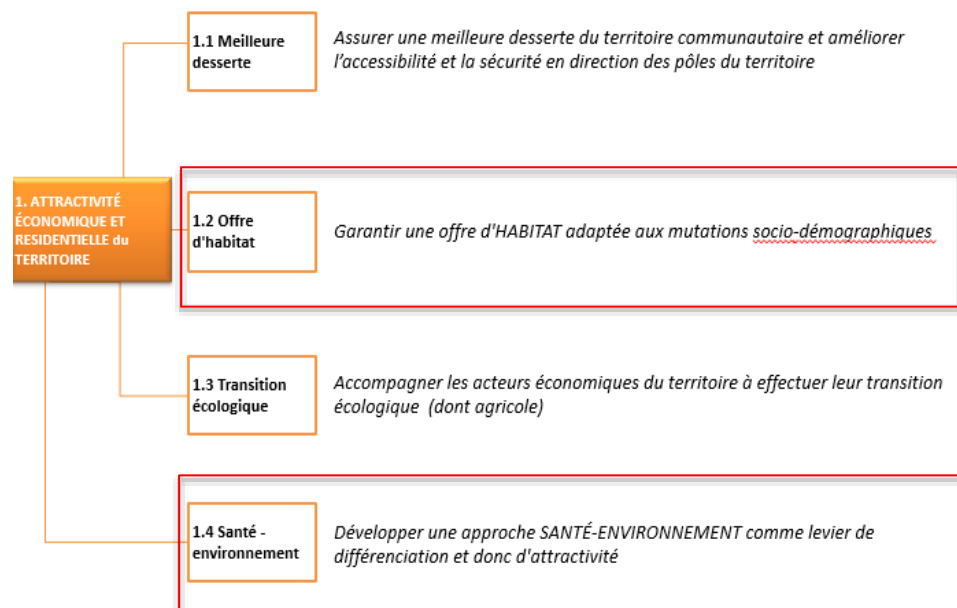 1.1 Meilleure
desserte
Assurer une meilleure desserte du territoire communautaire et améliorer
l'accessibilité et la sécurité en direction des pôles du territoire
1. ATTRACTIVITÉ
ÉCONOMIQUE ET
RESIDENTIELLE du
TERRITOIRE
1.2 Offre
d'habitat
Garantir une offre d'HABITAT adaptée aux mutations socio-démographiques
1.3 Transition
écologique
Accompagner les acteurs économiques du territoire à effectuer leur transition
écologique (dont agricole)
1.4 Santé -
environnement
Développer une approche SANTÉ-ENVIRONNEMENT comme levier de
différenciation et donc d'attractivité